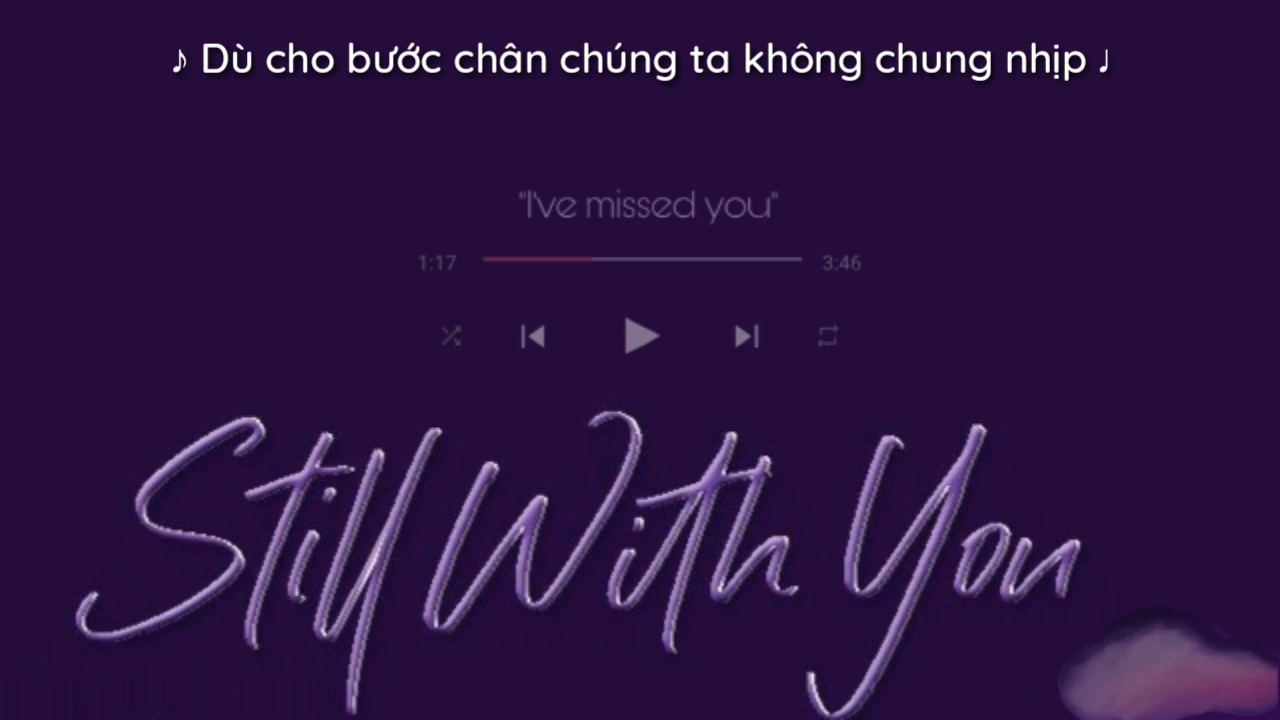 ♪ Dù cho bước chân chúng ta không chung nhịp ♩
"I've missed you"
1:17 3:46
Still With You